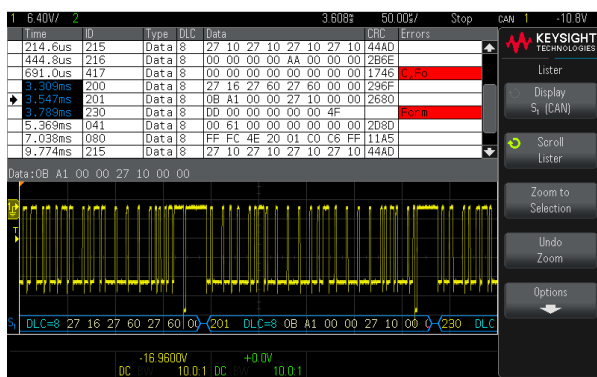 1 6.40V/ 2 3.608s 50.00%/ Stop CAN 1 -10.8V
Time ID Type DLC Data CRC Errors
214.6us 215 Data 8 27 10 27 10 27 10 27 10 44AD
444.8us 216 Data 8 00 00 00 00 AA 00 00 00 2B6E
691.0us 417 Data 8 00 00 00 00 00 00 00 00 1746 C,Fo
3.309ms 200 Data 8 27 16 27 60 27 60 00 00 296F
3.547ms 201 Data 8 0B A1 00 00 27 10 00 00 2680
3.789ms 230 Data 8 DD 00 00 00 00 00 4F Form
5.369ms 041 Data 8 00 61 00 00 00 00 00 00 2D8D
7.038ms 080 Data 8 FF FC 4E 20 01 C0 C6 FF 11A5
9.774ms 215 Data 8 27 10 27 10 27 10 27 10 44AD
Data:0B A1 00 00 27 10 00 00
T
S1 DLC=8 27 16 27 60 27 60 00 201 DLC=8 0B A1 00 00 27 10 00 230 DLC
-16.9600V +0.0V
DC BW 10.0:1 DC BW 10.0:1
KEYSIGHT
TECHNOLOGIES
Lister
Display
S1 (CAN)
Scroll
Lister
Zoom to
Selection
Undo
Zoom
Options